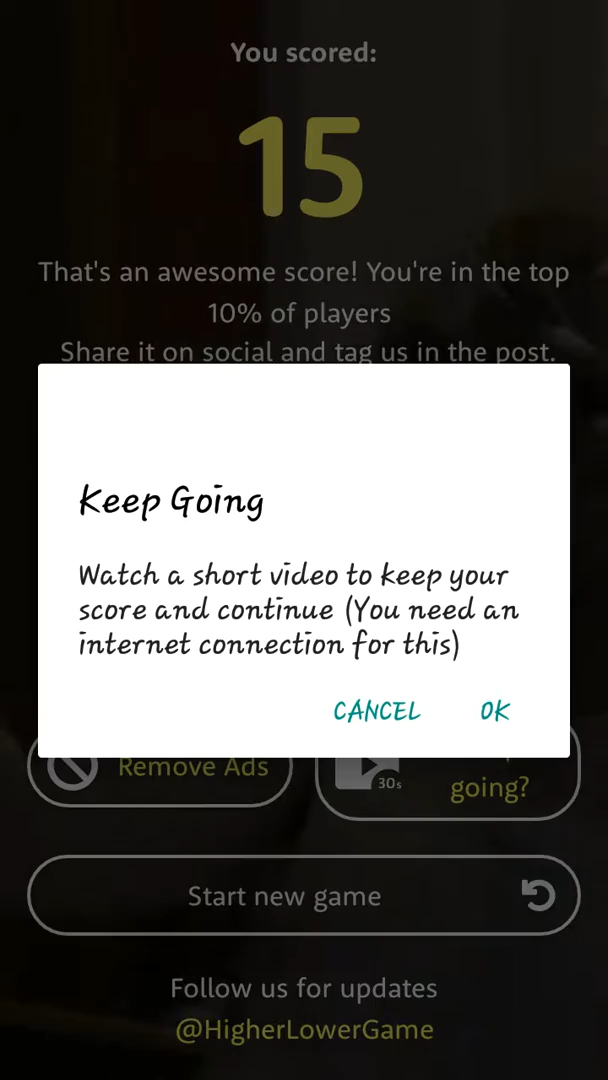 You scored:
15
That's an awesome score! You're in the top
10% of players
Share it on social and tag us in the post.
Keep Going
Watch a short video to keep your
score and continue (You need an
internet connection for this)
CANCEL OK
Remove Ads
30s
going?
Start new game
Follow us for updates
@HigherLowerGame